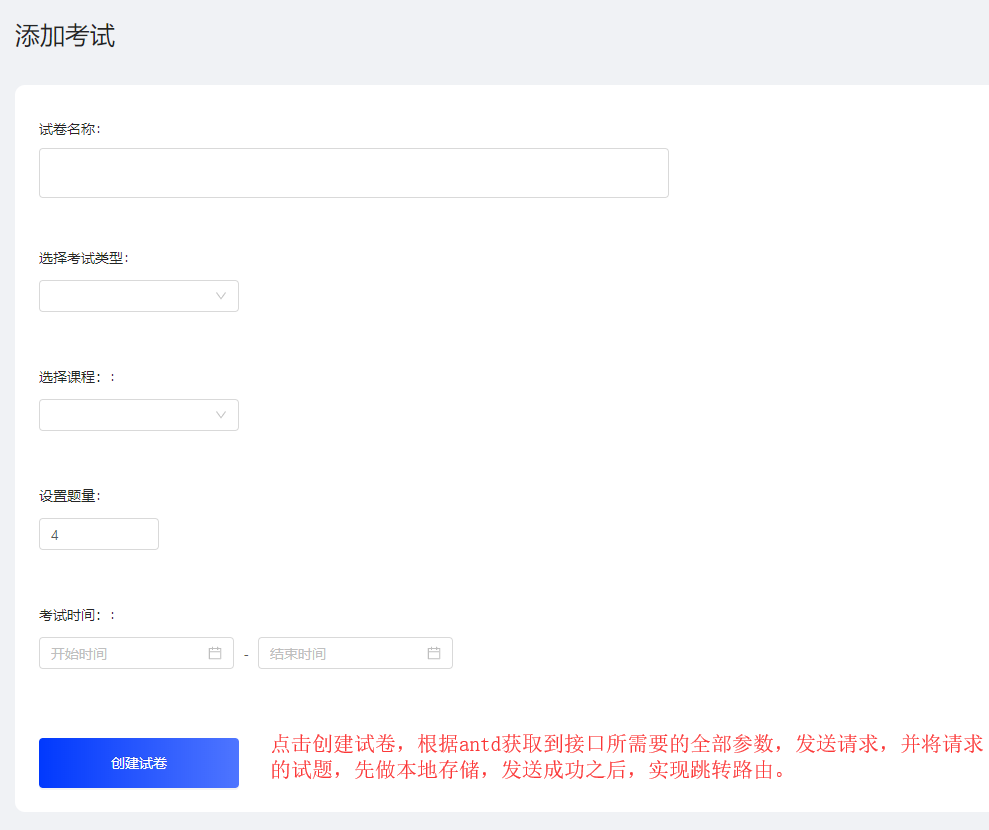 添加考试
试卷名称:
选择考试类型:
选择课程：:
设置题量:
4
考试时间：:
开始时间 - 结束时间
创建试卷
点击创建试卷，根据antd获取到接口所需要的全部参数，发送请求，并将请求
的试题，先做本地存储，发送成功之后，实现跳转路由。